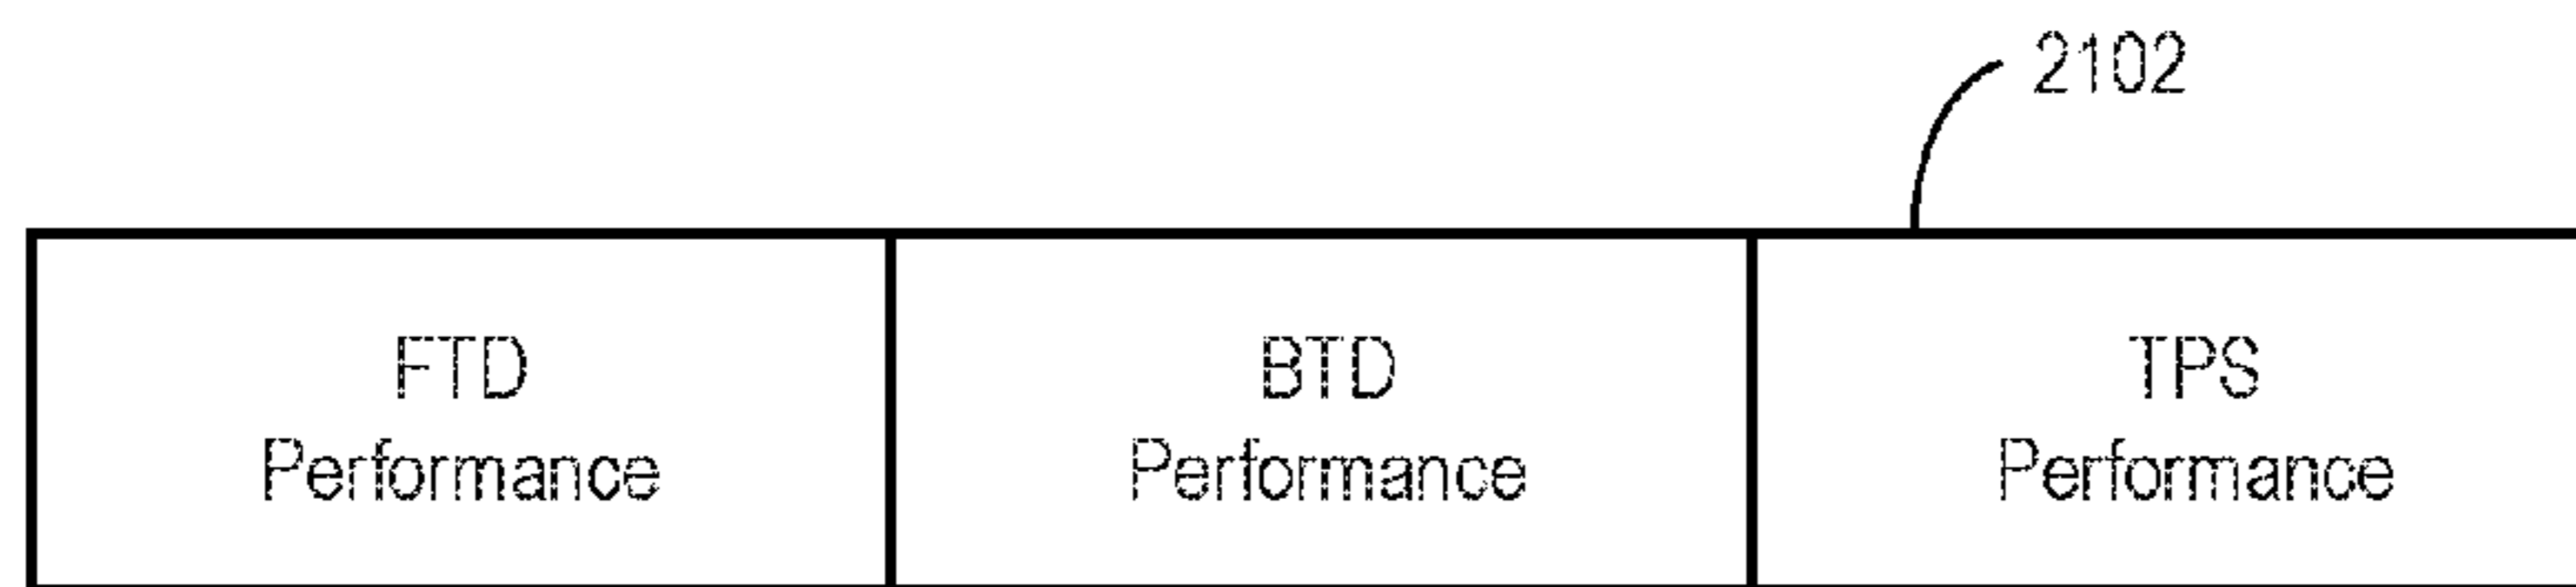 2102
FTD
Performance
BTD
Performance
TPS
Performance